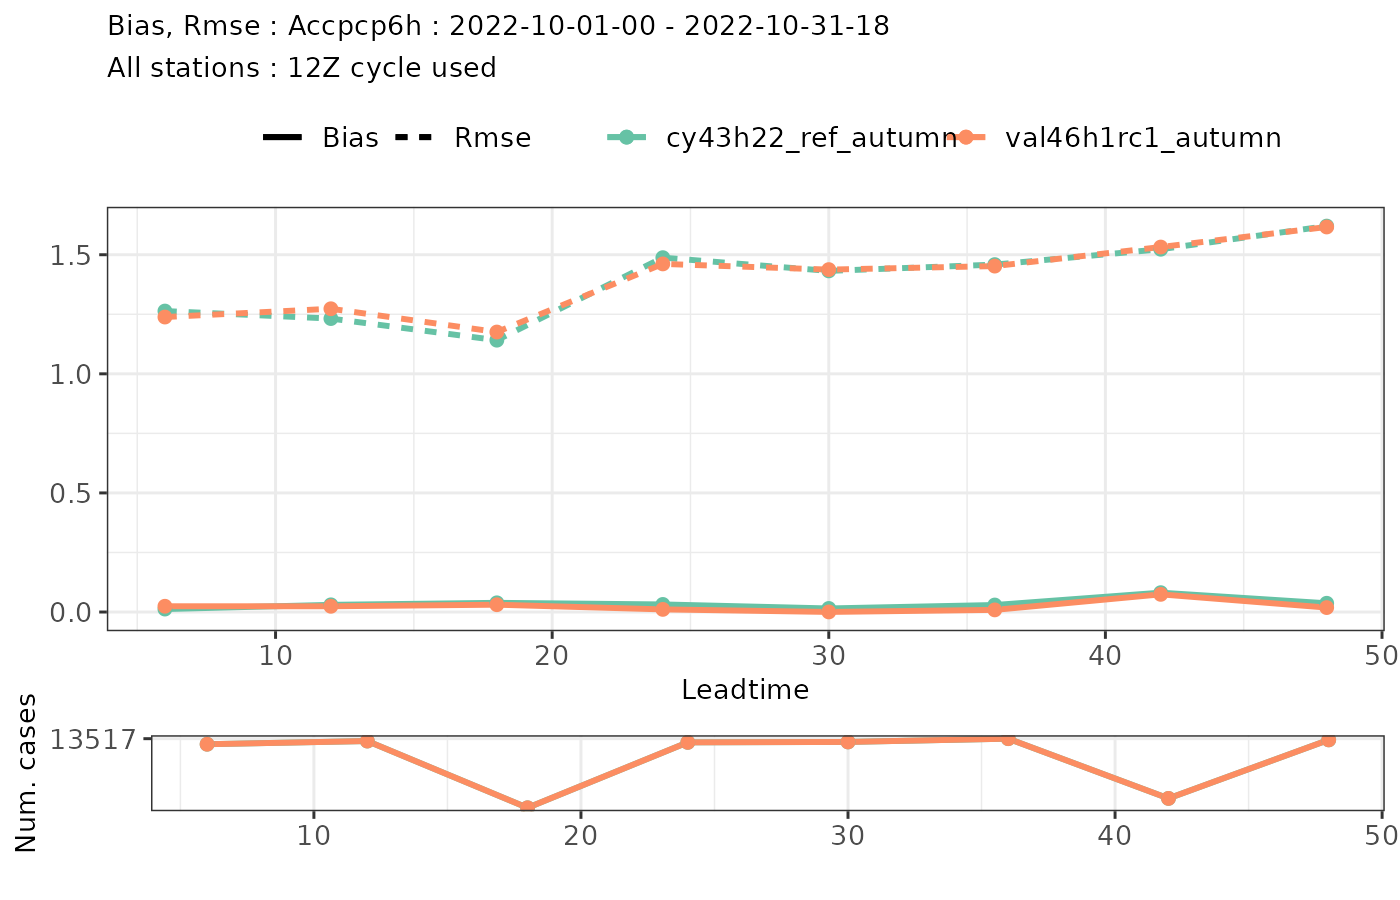 Bias, Rmse : Accpcp6h : 2022-10-01-00 - 2022-10-31-18
All stations : 12Z cycle used
Bias Rmse cy43h22_ref_autumn val46h1rc1_autumn
1.5
1.0
0.5
0.0
10 20 30 40 50
Leadtime
13517
Num. cases
10 20 30 40 50